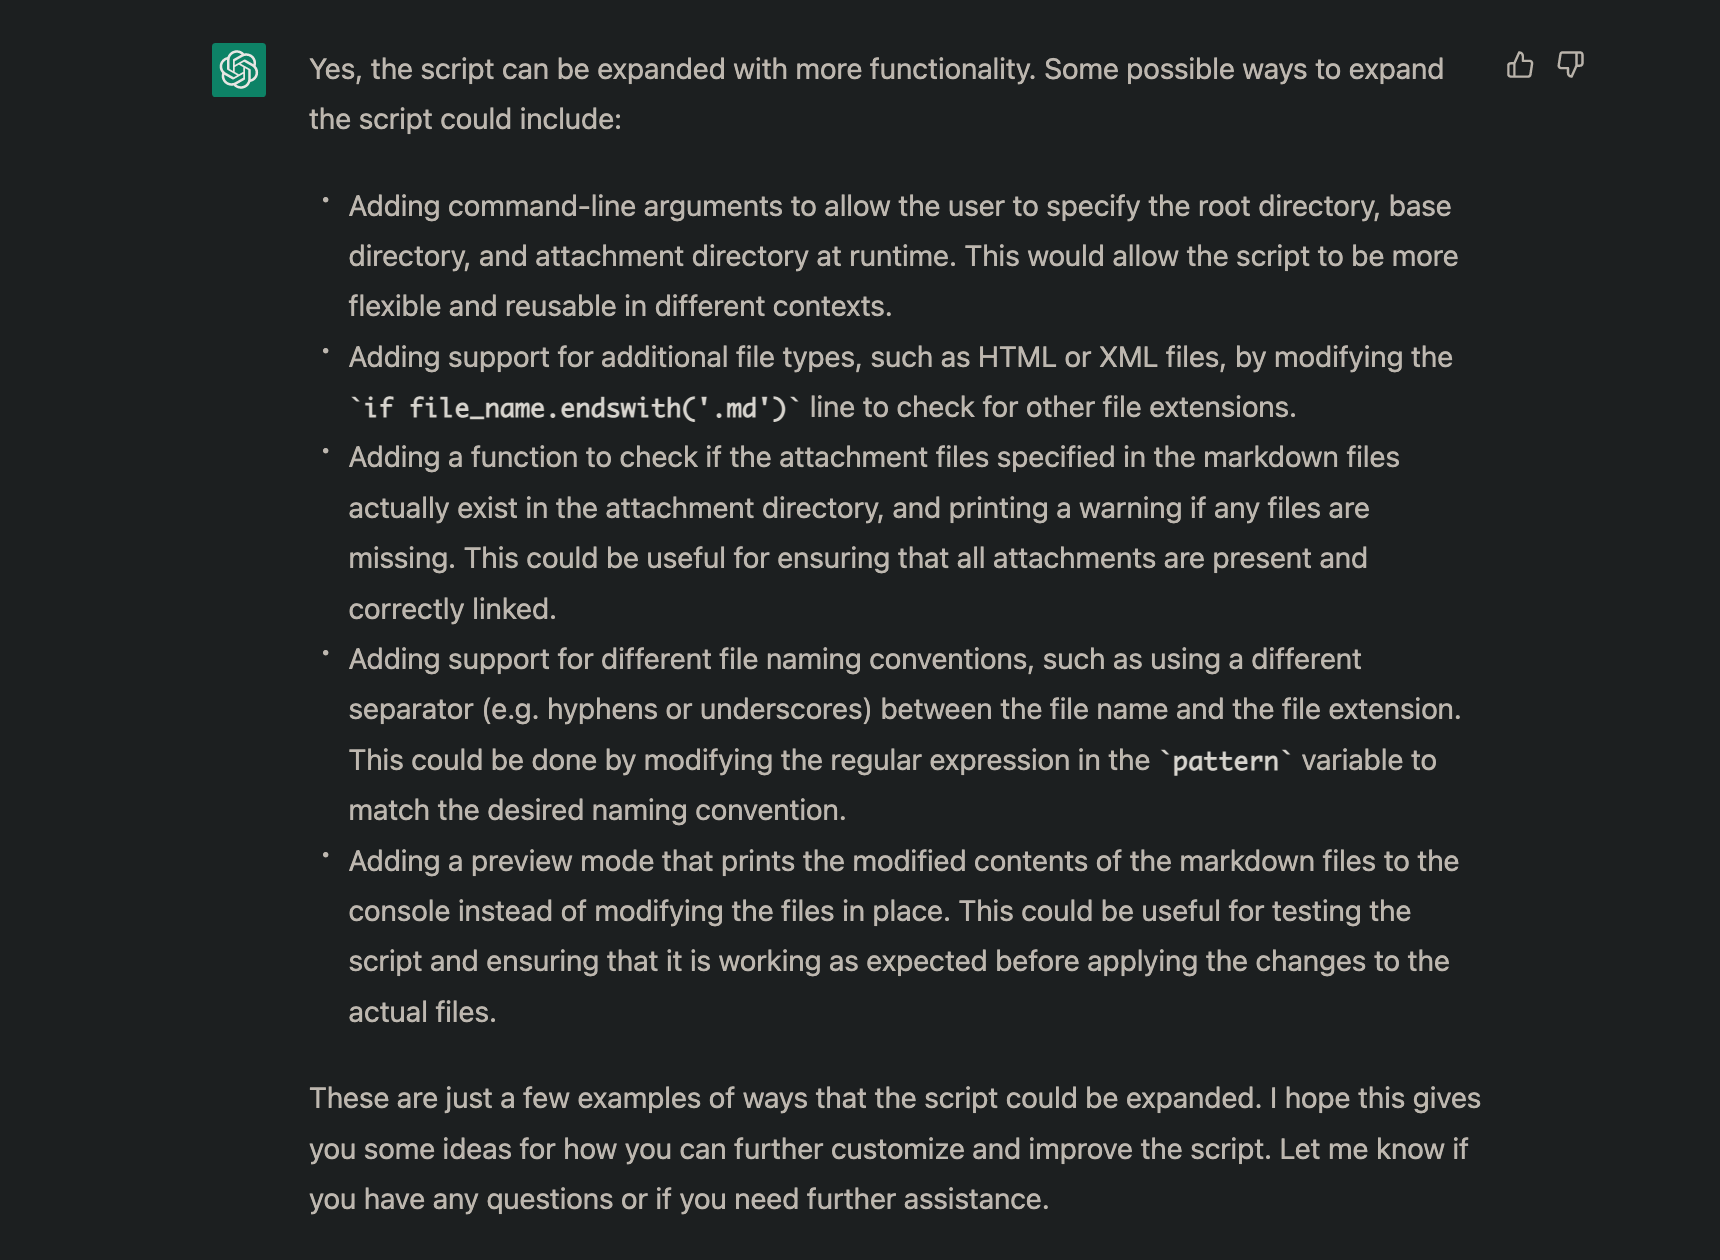 Yes, the script can be expanded with more functionality. Some possible ways to expand
the script could include:
• Adding command-line arguments to allow the user to specify the root directory, base
directory, and attachment directory at runtime. This would allow the script to be more
flexible and reusable in different contexts.
• Adding support for additional file types, such as HTML or XML files, by modifying the
`if file_name.endswith('.md')` line to check for other file extensions.
• Adding a function to check if the attachment files specified in the markdown files
actually exist in the attachment directory, and printing a warning if any files are
missing. This could be useful for ensuring that all attachments are present and
correctly linked.
• Adding support for different file naming conventions, such as using a different
separator (e.g. hyphens or underscores) between the file name and the file extension.
This could be done by modifying the regular expression in the `pattern` variable to
match the desired naming convention.
• Adding a preview mode that prints the modified contents of the markdown files to the
console instead of modifying the files in place. This could be useful for testing the
script and ensuring that it is working as expected before applying the changes to the
actual files.
These are just a few examples of ways that the script could be expanded. I hope this gives
you some ideas for how you can further customize and improve the script. Let me know if
you have any questions or if you need further assistance.